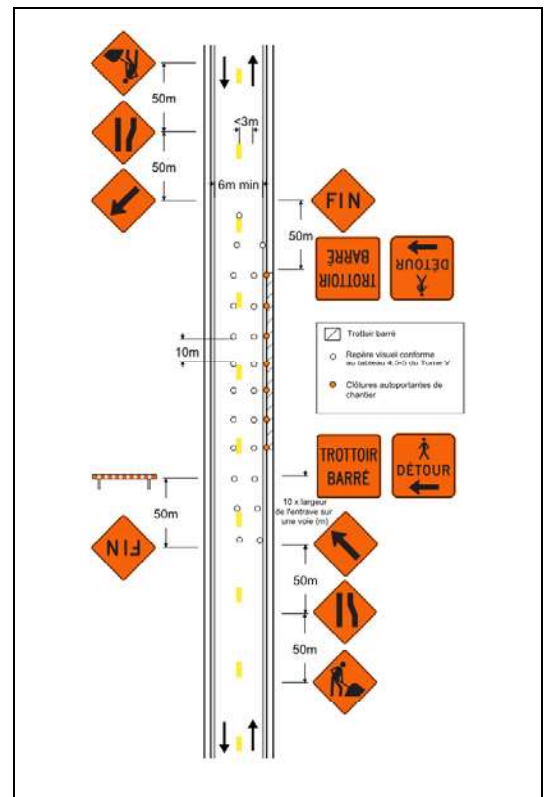 50m
50m
<3m
6m min
FIN
50m
TROTTOIR
BARRÉ
DÉTOUR
10m
Trottoir barré
Repère visuel conforme
au tableau 4.3-5 du Tome V
Clôtures autoportantes de
chantier
TROTTOIR
BARRÉ
DÉTOUR
50m
10 x largeur
de l'entrave sur
une voie (m)
FIN
50m
50m